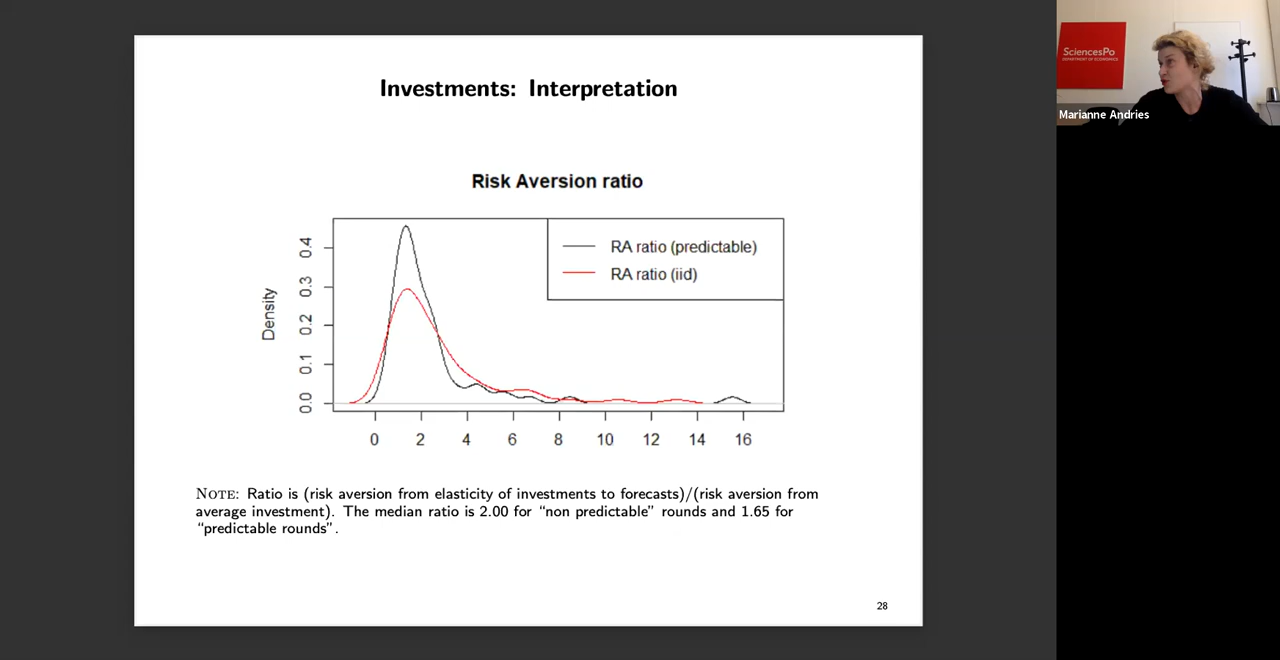 Investments: Interpretation
Risk Aversion ratio
RA ratio (predictable)
RA ratio (iid)
Density
0.0 0.1 0.2 0.3 0.4
0 2 4 6 8 10 12 14 16
NOTE: Ratio is (risk aversion from elasticity of investments to forecasts)/(risk aversion from
average investment). The median ratio is 2.00 for “non predictable” rounds and 1.65 for
“predictable rounds”.
28
SciencesPo
DEPARTMENT OF ECONOMICS
Marianne Andries